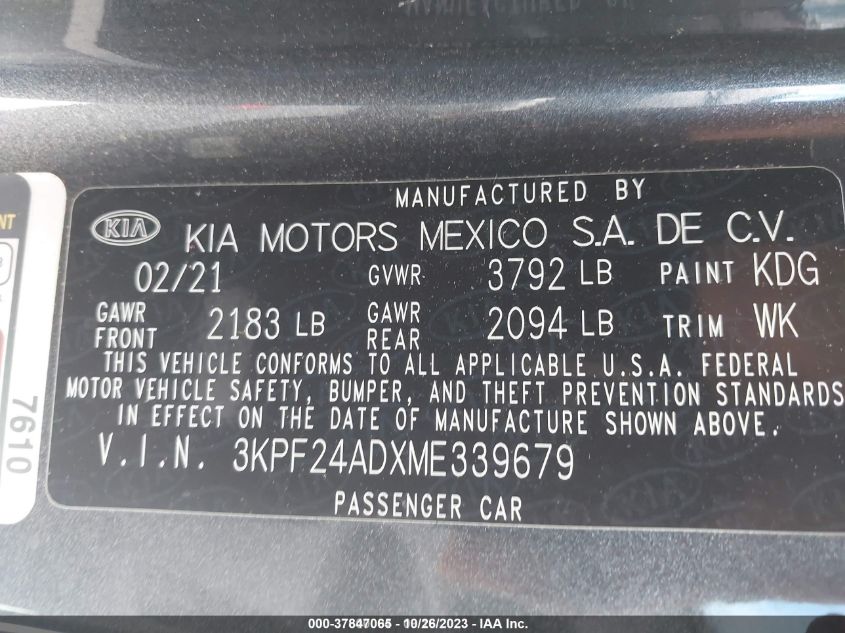 MANUFACTURED BY
KIA KIA MOTORS MEXICO S.A. DE C.V.
02/21 GVWR 3792 LB PAINT KDG
GAWR FRONT 2183 LB GAWR REAR 2094 LB TRIM WK
THIS VEHICLE CONFORMS TO ALL APPLICABLE U.S.A. FEDERAL
MOTOR VEHICLE SAFETY, BUMPER, AND THEFT PREVENTION STANDARDS
IN EFFECT ON THE DATE OF MANUFACTURE SHOWN ABOVE.
V.I.N. 3KPF24ADXME339679
PASSENGER CAR
7610
000-37847065 - 10/26/2023 - IAA Inc.